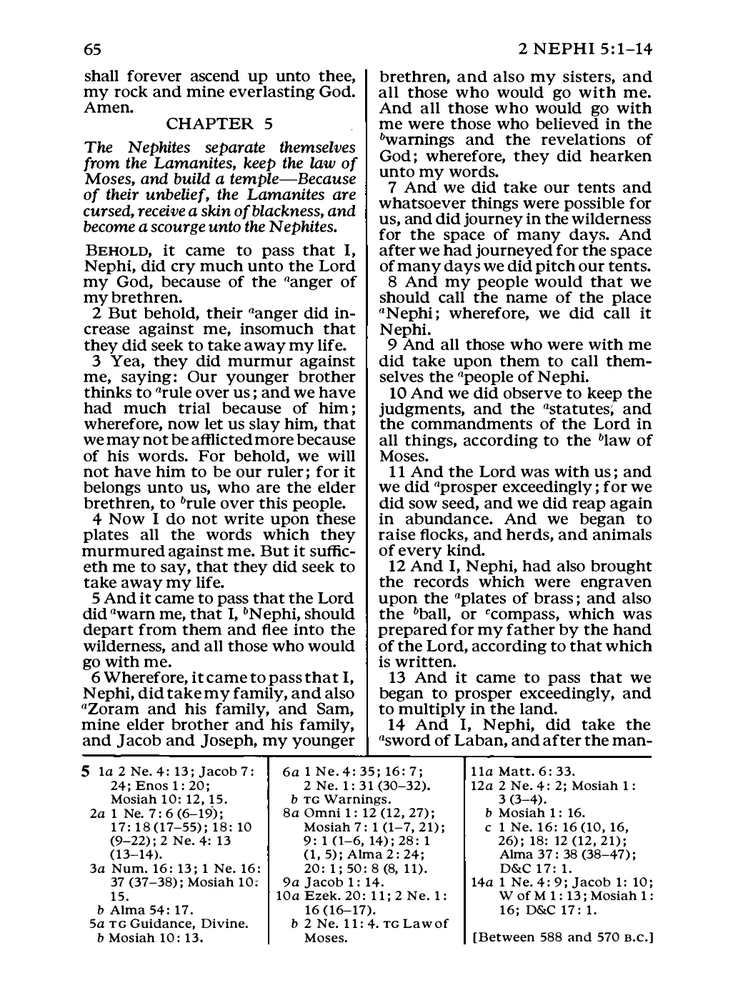 65
2 NEPHI 5:1–14
shall forever ascend up unto thee,
my rock and mine everlasting God.
Amen.
CHAPTER 5
The Nephites separate themselves
from the Lamanites, keep the law of
Moses, and build a temple—Because
of their unbelief, the Lamanites are
cursed, receive a skin of blackness, and
become a scourge unto the Nephites.
BEHOLD, it came to pass that I,
Nephi, did cry much unto the Lord
my God, because of the aanger of
my brethren.
2 But behold, their aanger did in-
crease against me, insomuch that
they did seek to take away my life.
3 Yea, they did murmur against
me, saying: Our younger brother
thinks to arule over us; and we have
had much trial because of him;
wherefore, now let us slay him, that
we may not be afflicted more because
of his words. For behold, we will
not have him to be our ruler; for it
belongs unto us, who are the elder
brethren, to brule over this people.
4 Now I do not write upon these
plates all the words which they
murmured against me. But it suffic-
eth me to say, that they did seek to
take away my life.
5 And it came to pass that the Lord
did awarn me, that I, bNephi, should
depart from them and flee into the
wilderness, and all those who would
go with me.
6 Wherefore, it came to pass that I,
Nephi, did take my family, and also
aZoram and his family, and Sam,
mine elder brother and his family,
and Jacob and Joseph, my younger
brethren, and also my sisters, and
all those who would go with me.
And all those who would go with
me were those who believed in the
bwarnings and the revelations of
God; wherefore, they did hearken
unto my words.
7 And we did take our tents and
whatsoever things were possible for
us, and did journey in the wilderness
for the space of many days. And
after we had journeyed for the space
of many days we did pitch our tents.
8 And my people would that we
should call the name of the place
aNephi; wherefore, we did call it
Nephi.
9 And all those who were with me
did take upon them to call them-
selves the apeople of Nephi.
10 And we did observe to keep the
judgments, and the astatutes, and
the commandments of the Lord in
all things, according to the blaw of
Moses.
11 And the Lord was with us; and
we did aprosper exceedingly; for we
did sow seed, and we did reap again
in abundance. And we began to
raise flocks, and herds, and animals
of every kind.
12 And I, Nephi, had also brought
the records which were engraven
upon the aplates of brass; and also
the bball, or ccompass, which was
prepared for my father by the hand
of the Lord, according to that which
is written.
13 And it came to pass that we
began to prosper exceedingly, and
to multiply in the land.
14 And I, Nephi, did take the
asword of Laban, and after the man-
5 1a 2 Ne. 4: 13; Jacob 7:
24; Enos 1: 20;
Mosiah 10: 12, 15.
2a 1 Ne. 7: 6 (6–19);
17: 18 (17–55); 18: 10
(9–22); 2 Ne. 4: 13
(13–14).
3a Num. 16: 13; 1 Ne. 16:
37 (37–38); Mosiah 10:
15.
b Alma 54: 17.
5a TG Guidance, Divine.
b Mosiah 10: 13.
6a 1 Ne. 4: 35; 16: 7;
2 Ne. 1: 31 (30–32).
b TG Warnings.
8a Omni 1: 12 (12, 27);
Mosiah 7: 1 (1–7, 21);
9: 1 (1–6, 14); 28: 1
(1, 5); Alma 2: 24;
20: 1; 50: 8 (8, 11).
9a Jacob 1: 14.
10a Ezek. 20: 11; 2 Ne. 1:
16 (16–17).
b 2 Ne. 11: 4. TG Law of
Moses.
11a Matt. 6: 33.
12a 2 Ne. 4: 2; Mosiah 1:
3 (3–4).
b Mosiah 1: 16.
c 1 Ne. 16: 16 (10, 16,
26); 18: 12 (12, 21);
Alma 37: 38 (38–47);
D&C 17: 1.
14a 1 Ne. 4: 9; Jacob 1: 10;
W of M 1: 13; Mosiah 1:
16; D&C 17: 1.
[Between 588 and 570 B.C.]